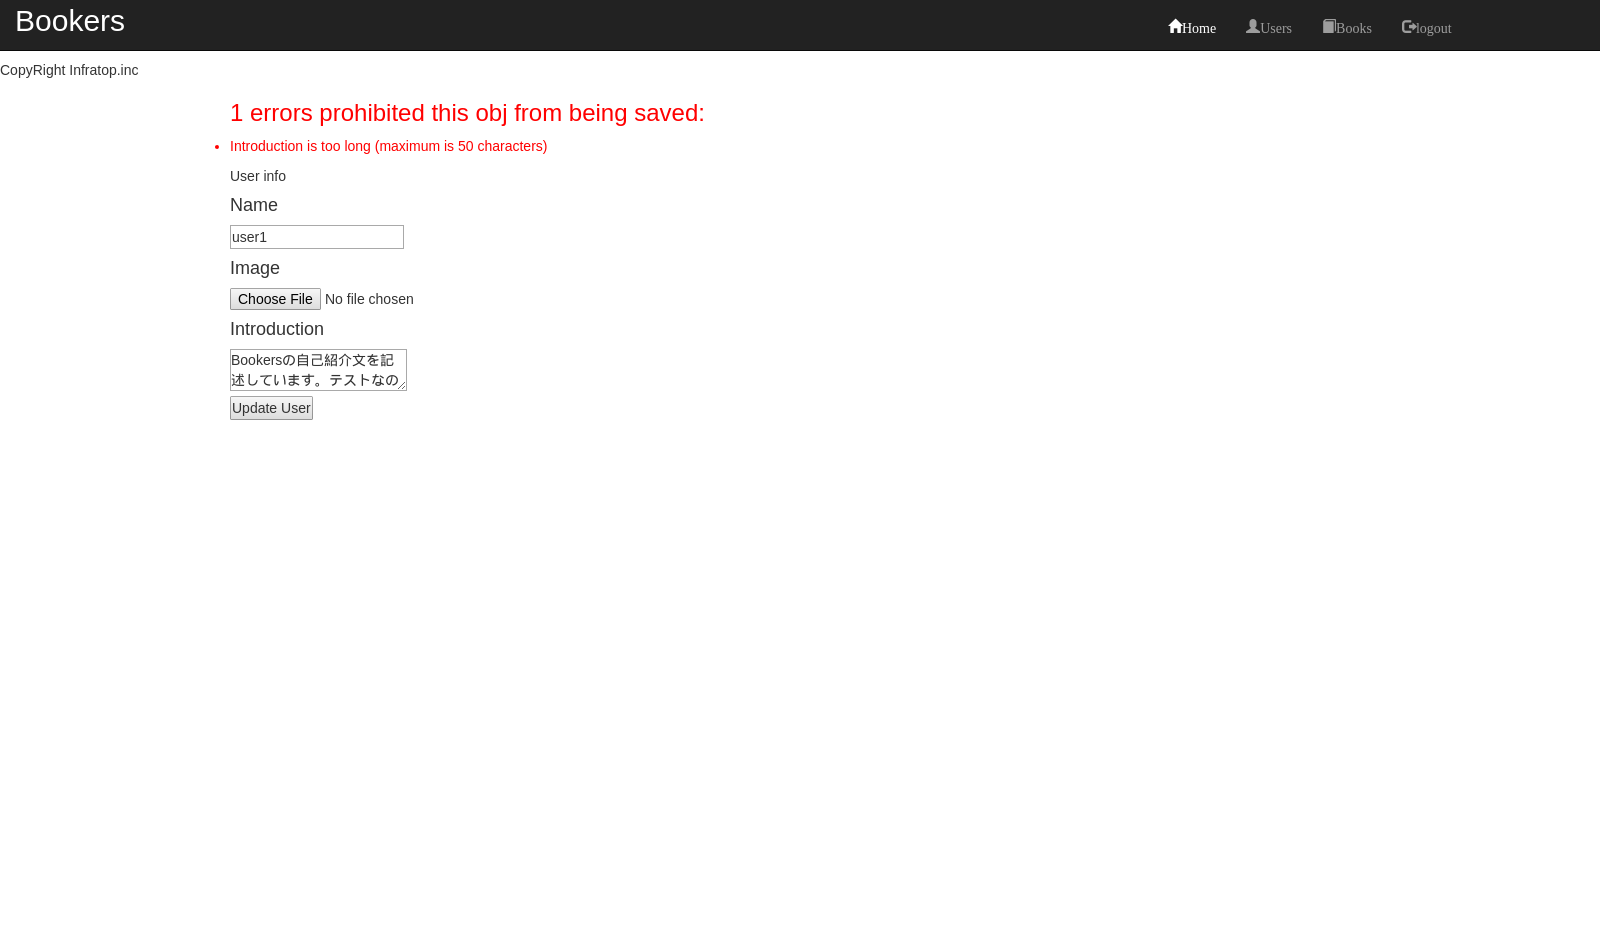 Bookers
Home Users Books logout
CopyRight Infratop.inc
1 errors prohibited this obj from being saved:
Introduction is too long (maximum is 50 characters)
User info
Name
user1
Image
Choose File No file chosen
Introduction
Bookersの自己紹介文を記
述しています。テストなの
Update User